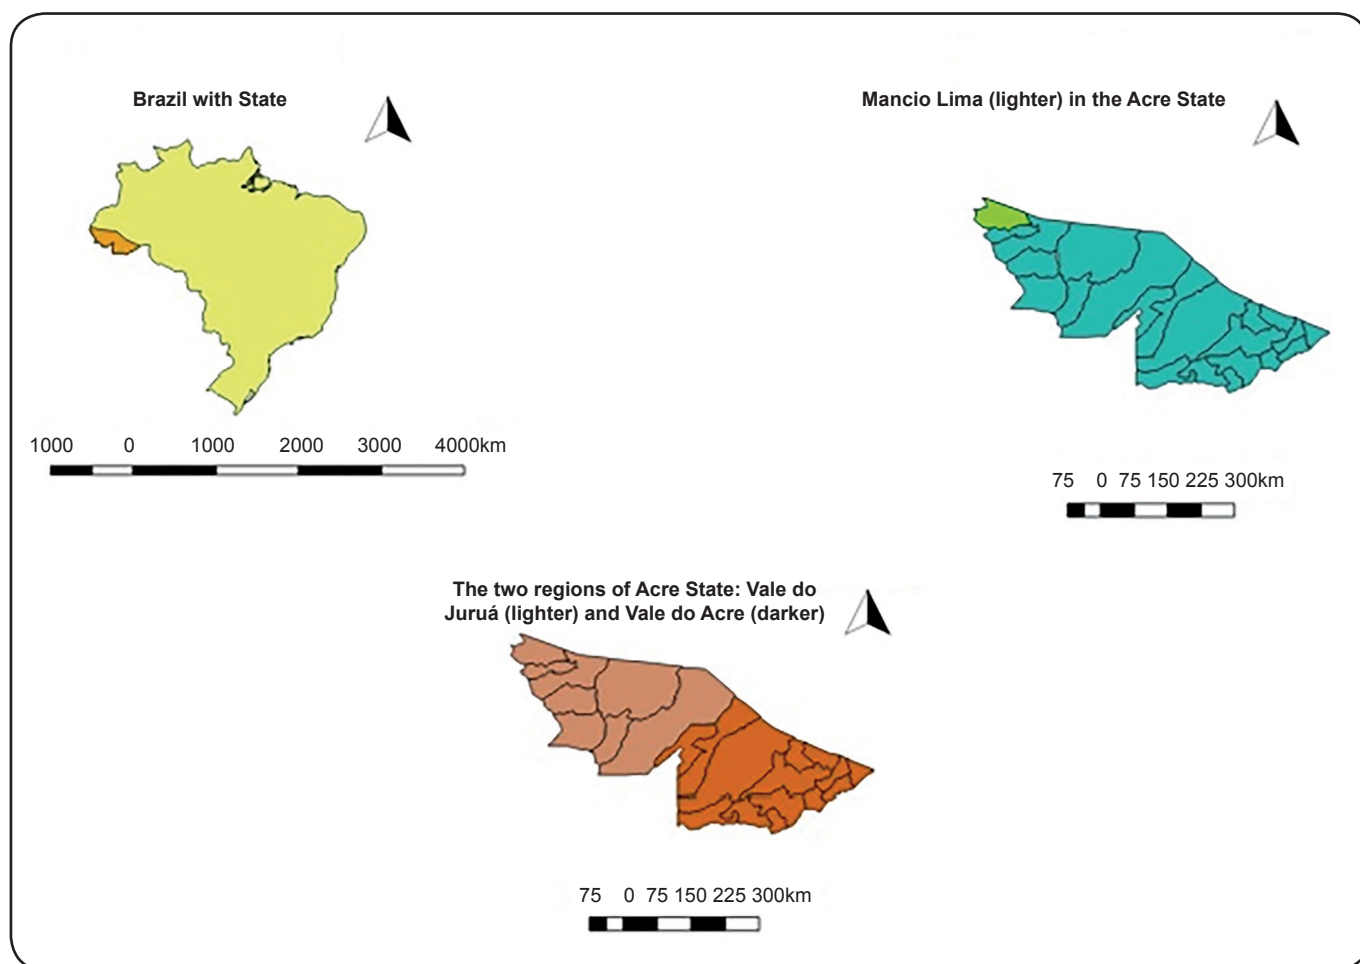 Brazil with State
Mancio Lima (lighter) in the Acre State
1000 0 1000 2000 3000 4000km
75 0 75 150 225 300km
The two regions of Acre State: Vale do
Juruá (lighter) and Vale do Acre (darker)
75 0 75 150 225 300km